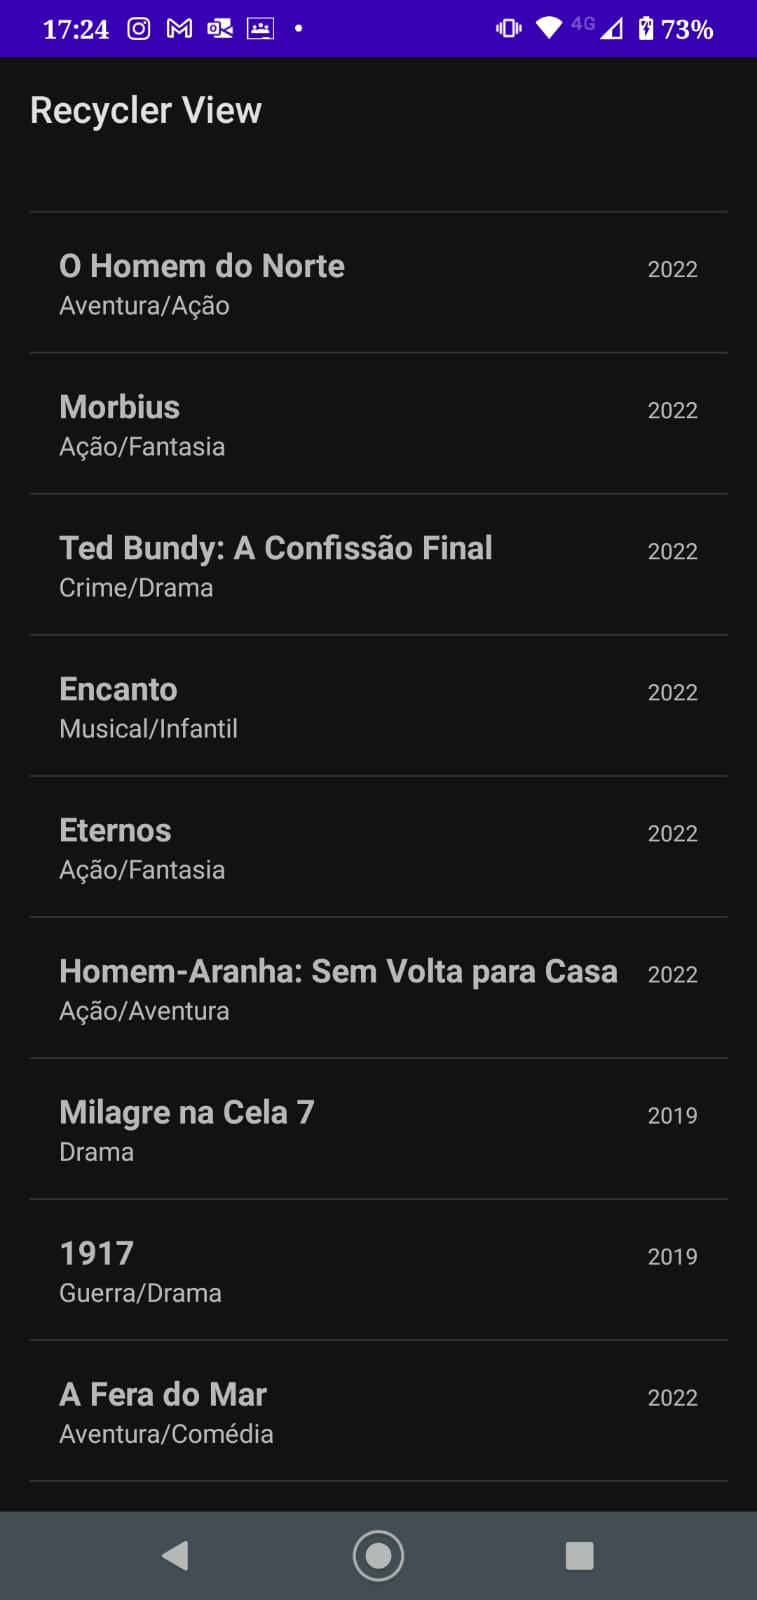 17:24 4G 73%
Recycler View
O Homem do Norte 2022
Aventura/Ação
Morbius 2022
Ação/Fantasia
Ted Bundy: A Confissão Final 2022
Crime/Drama
Encanto 2022
Musical/Infantil
Eternos 2022
Ação/Fantasia
Homem-Aranha: Sem Volta para Casa 2022
Ação/Aventura
Milagre na Cela 7 2019
Drama
1917 2019
Guerra/Drama
A Fera do Mar 2022
Aventura/Comédia